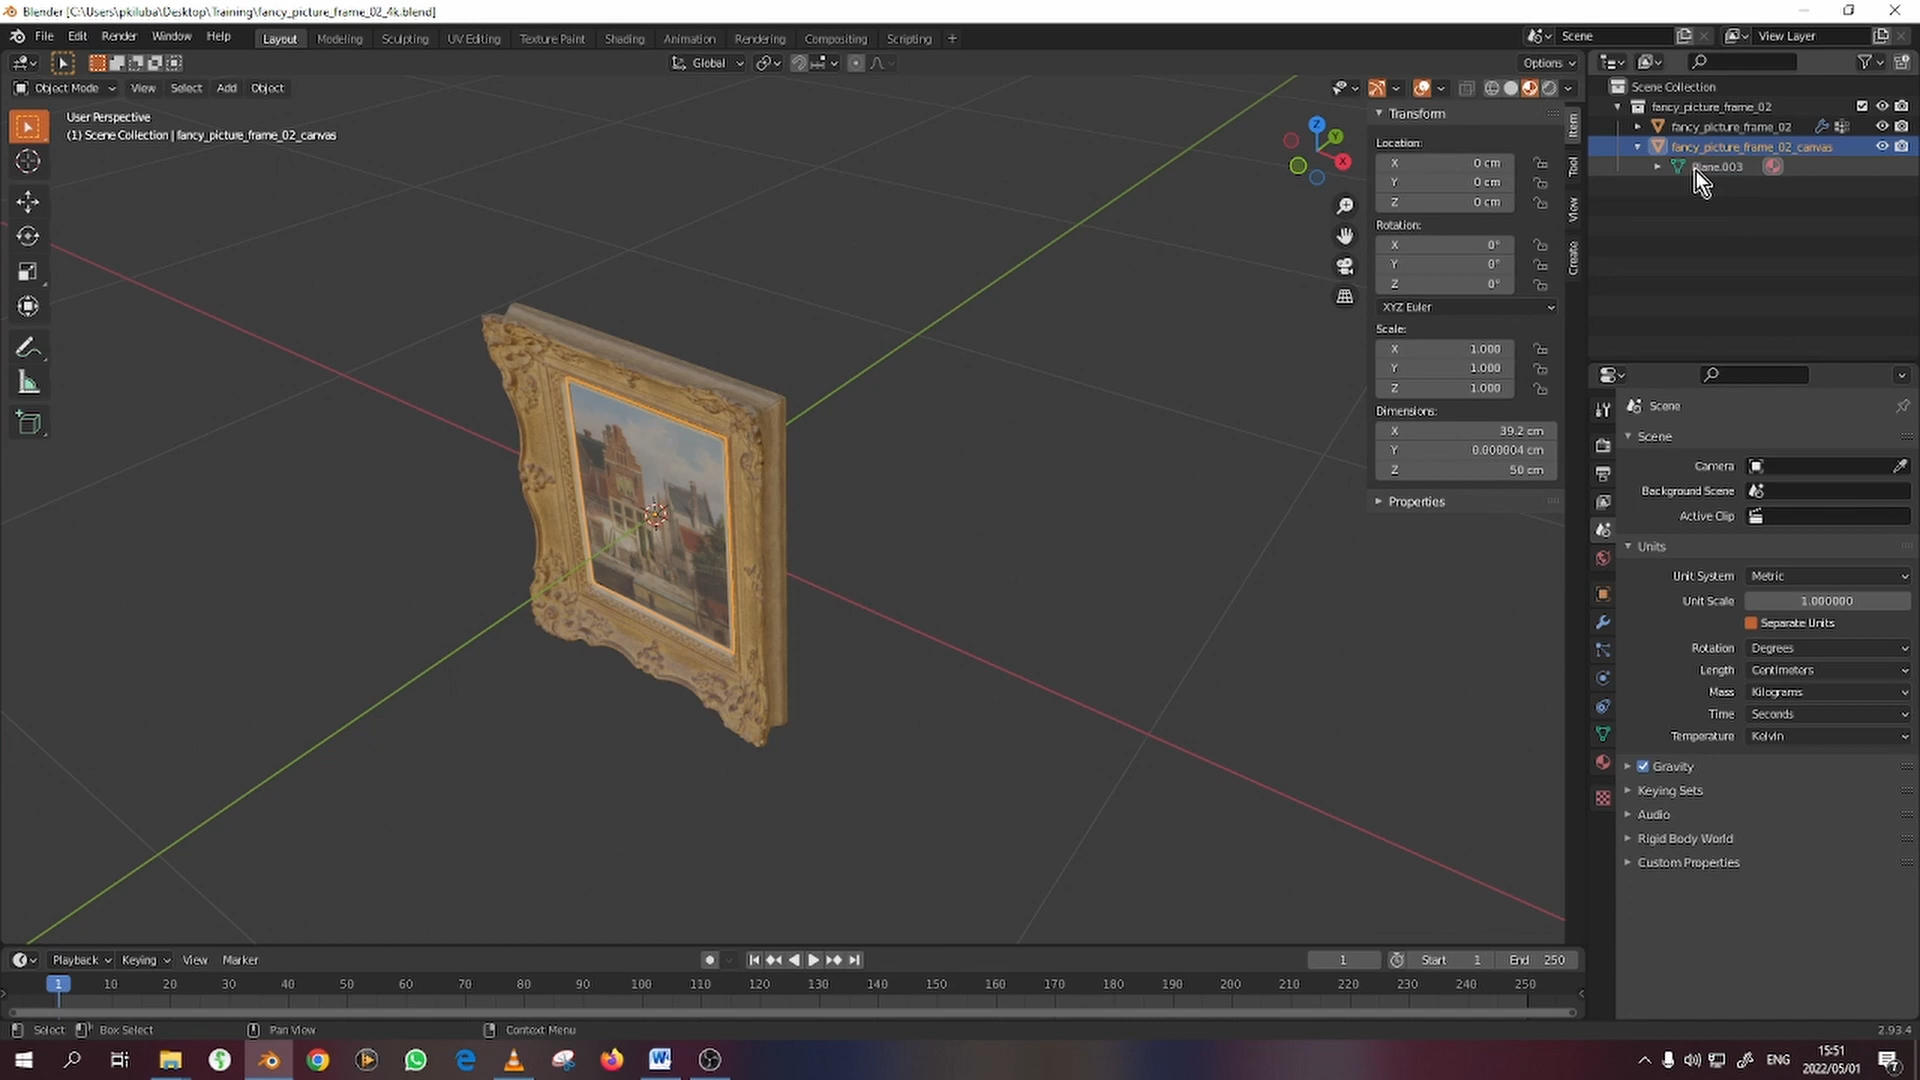 Blender [C:\Users\pkiluba\Desktop\Training\fancy_picture_frame_02_4k.blend]
File Edit Render Window Help Layout Modeling Sculpting UV Editing Texture Paint Shading Animation Rendering Compositing Scripting + Scene View Layer
Global Options
Object Mode View Select Add Object
User Perspective
(1) Scene Collection | fancy_picture_frame_02_canvas
Z
Y
X
Item
Tool
View
Create
Transform
Location:
X 0 cm
Y 0 cm
Z 0 cm
Rotation:
X 0°
Y 0°
Z 0°
XYZ Euler
Scale:
X 1.000
Y 1.000
Z 1.000
Dimensions:
X 39.2 cm
Y 0.000004 cm
Z 50 cm
Properties
Scene Collection
fancy_picture_frame_02
fancy_picture_frame_02
fancy_picture_frame_02_canvas
Plane.003
Scene
Scene
Camera
Background Scene
Active Clip
Units
Unit System Metric
Unit Scale 1.000000
Separate Units
Rotation Degrees
Length Centimeters
Mass Kilograms
Time Seconds
Temperature Kelvin
Gravity
Keying Sets
Audio
Rigid Body World
Custom Properties
Playback Keying View Marker 1 Start 1 End 250
1 10 20 30 40 50 60 70 80 90 100 110 120 130 140 150 160 170 180 190 200 210 220 230 240 250
Select Box Select Pan View Context Menu 2.93.4
ENG
15:51
2022/05/01